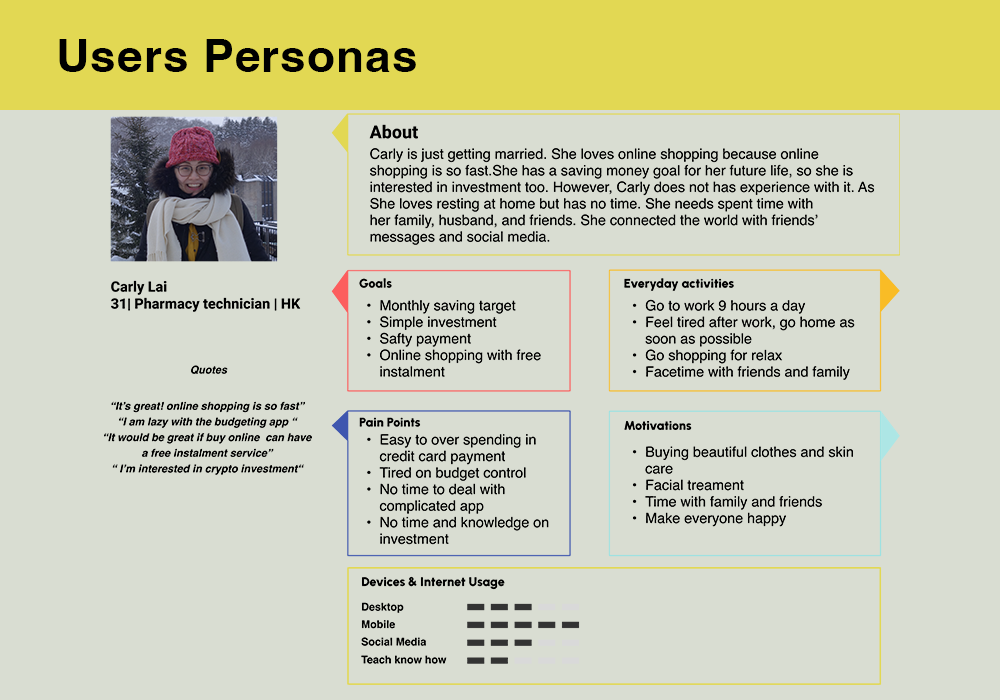 Users Personas
About
Carly is just getting married. She loves online shopping because online
shopping is so fast.She has a saving money goal for her future life, so she is
interested in investment too. However, Carly does not has experience with it. As
She loves resting at home but has no time. She needs spent time with
her family, husband, and friends. She connected the world with friends’
messages and social media.
Carly Lai
31| Pharmacy technician | HK
Quotes
“It’s great! online shopping is so fast”
“I am lazy with the budgeting app “
“It would be great if buy online can have
a free instalment service”
“ I’m interested in crypto investment“
Goals
• Monthly saving target
• Simple investment
• Safty payment
• Online shopping with free
instalment
Everyday activities
• Go to work 9 hours a day
• Feel tired after work, go home as
soon as possible
• Go shopping for relax
• Facetime with friends and family
Pain Points
• Easy to over spending in
credit card payment
• Tired on budget control
• No time to deal with
complicated app
• No time and knowledge on
investment
Motivations
• Buying beautiful clothes and skin
care
• Facial treament
• Time with family and friends
• Make everyone happy
Devices & Internet Usage
Desktop
Mobile
Social Media
Teach know how